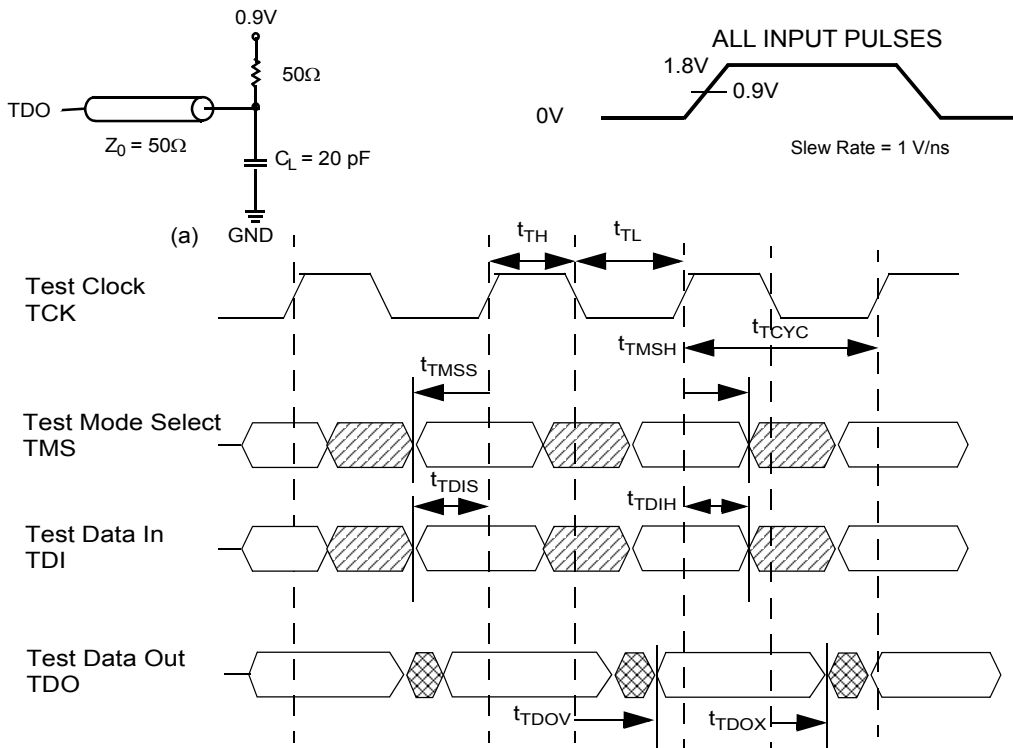 0.9V
50Ω
TDO
Z0 = 50Ω
CL = 20 pF
(a)
GND
ALL INPUT PULSES
1.8V
0.9V
0V
Slew Rate = 1 V/ns
tTH
tTL
Test Clock
TCK
tTMSH
tTCYC
tTMSS
Test Mode Select
TMS
tTDIS
tTDIH
Test Data In
TDI
Test Data Out
TDO
tTDOV
tTDOX